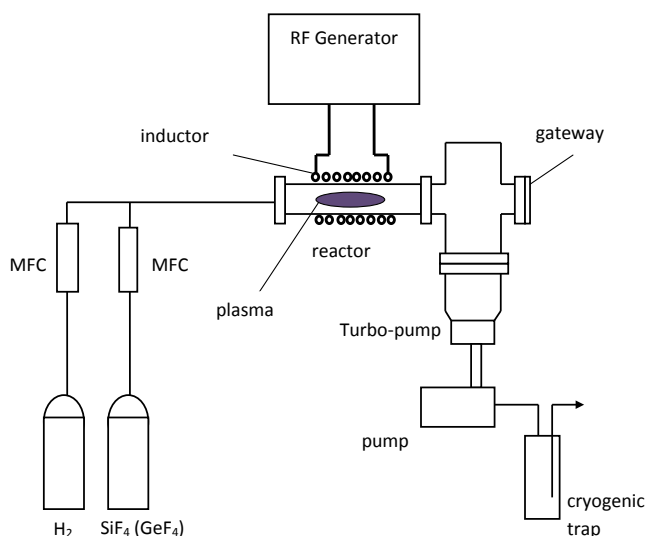 RF Generator
inductor
gateway
MFC
MFC
reactor
plasma
Turbo-pump
pump
cryogenic
trap
H₂
SiF₄ (GeF₄)